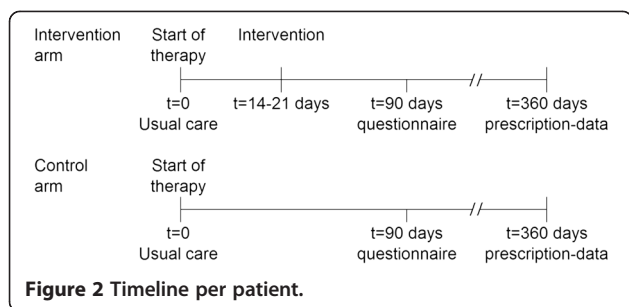 Intervention arm Start of therapy Intervention
t=0 Usual care t=14-21 days t=90 days questionnaire t=360 days prescription-data
Control arm Start of therapy
t=0 Usual care t=90 days questionnaire t=360 days prescription-data
Figure 2 Timeline per patient.